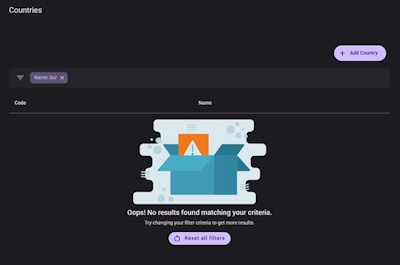 Countries
Add Country
Name: bar
Code Name
Oops! No results found matching your criteria.
Try changing your filter criteria to get more results.
Reset all filters